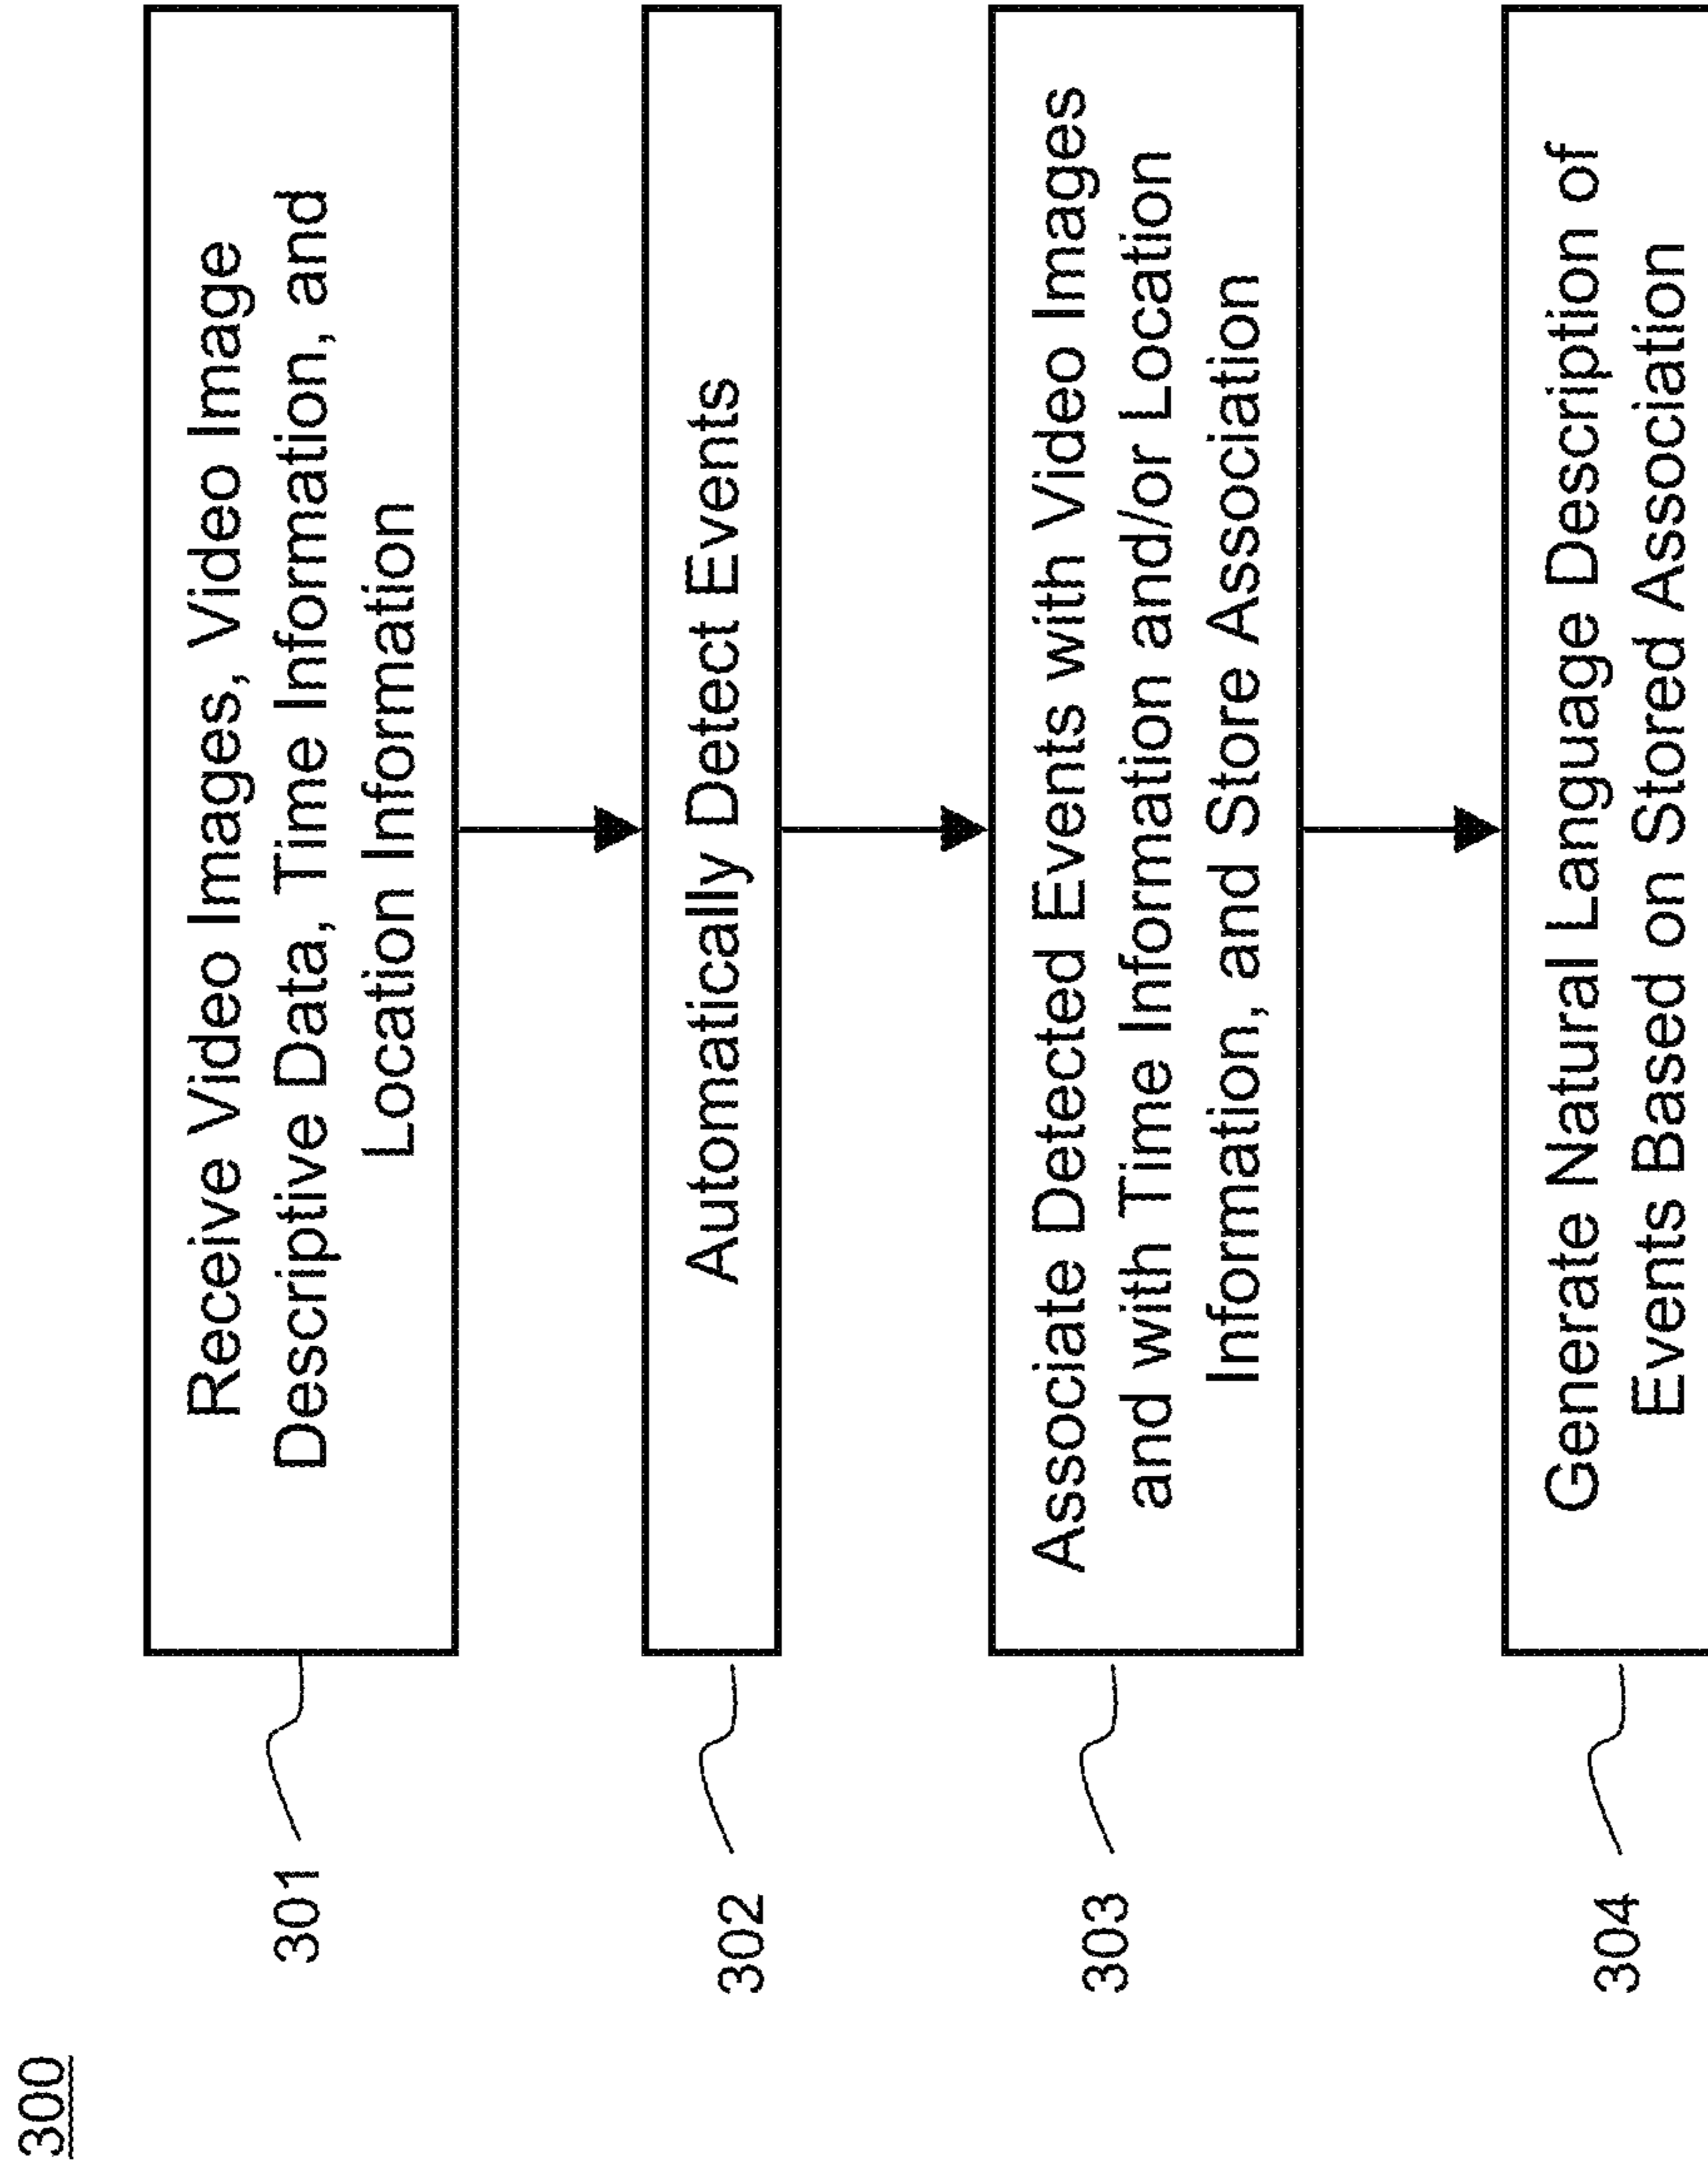 300
301
Receive Video Images, Video Image
Descriptive Data, Time Information, and
Location Information
302
Automatically Detect Events
303
Associate Detected Events with Video Images
and with Time Information and/or Location
Information, and Store Association
304
Generate Natural Language Description of
Events Based on Stored Association